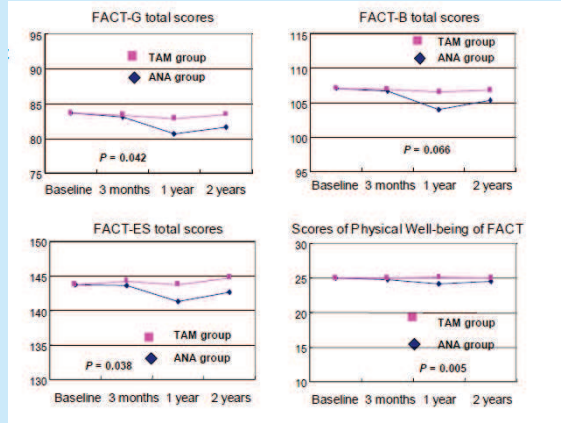 FACT-G total scores
95
TAM group
90
ANA group
85
80
P = 0.042
75
Baseline 3 months 1 year 2 years
FACT-B total scores
115
TAM group
110
ANA group
105
100
P = 0.066
95
Baseline 3 months 1 year 2 years
FACT-ES total scores
150
145
140
135
TAM group
ANA group
P = 0.038
130
Baseline 3 months 1 year 2 years
Scores of Physical Well-being of FACT
30
25
20
TAM group
15
ANA group
P = 0.005
10
Baseline 3 months 1 year 2 years